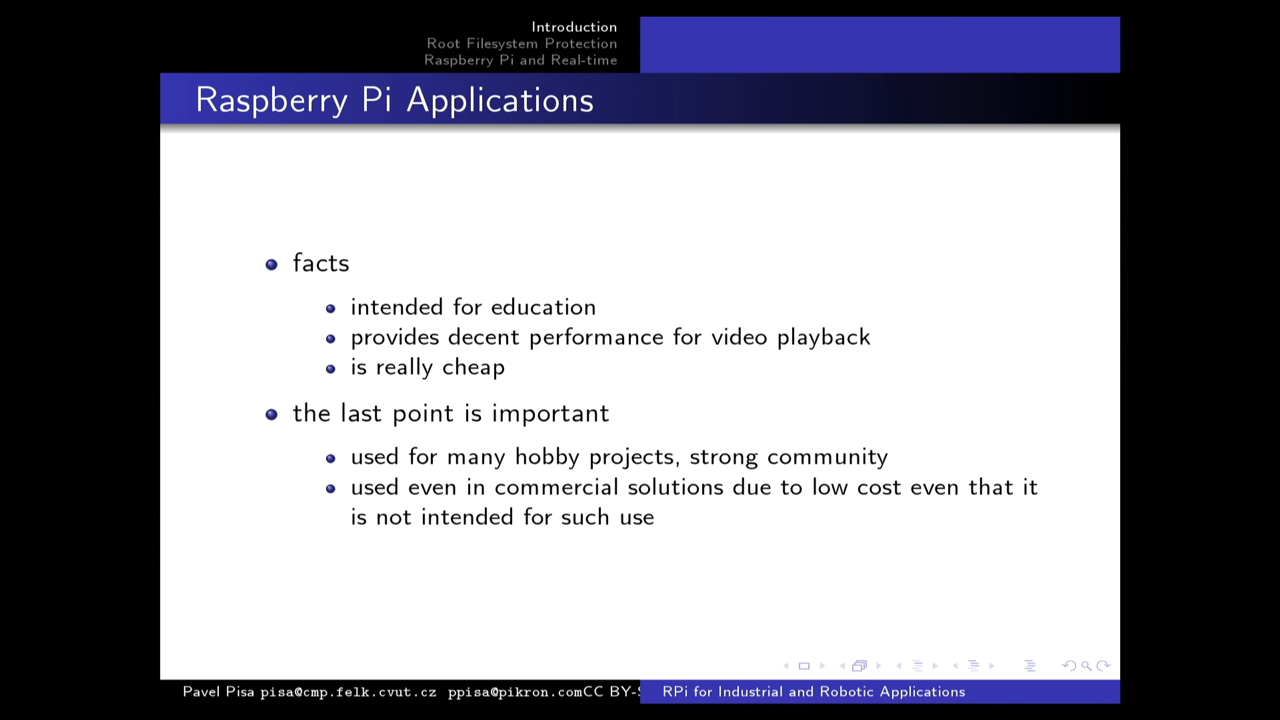 Introduction
Root Filesystem Protection
Raspberry Pi and Real-time
Raspberry Pi Applications
facts
intended for education
provides decent performance for video playback
is really cheap
the last point is important
used for many hobby projects, strong community
used even in commercial solutions due to low cost even that it
is not intended for such use
Pavel Pisa pisa@cmp.felk.cvut.cz ppisa@pikron.comCC BY-S
RPi for Industrial and Robotic Applications